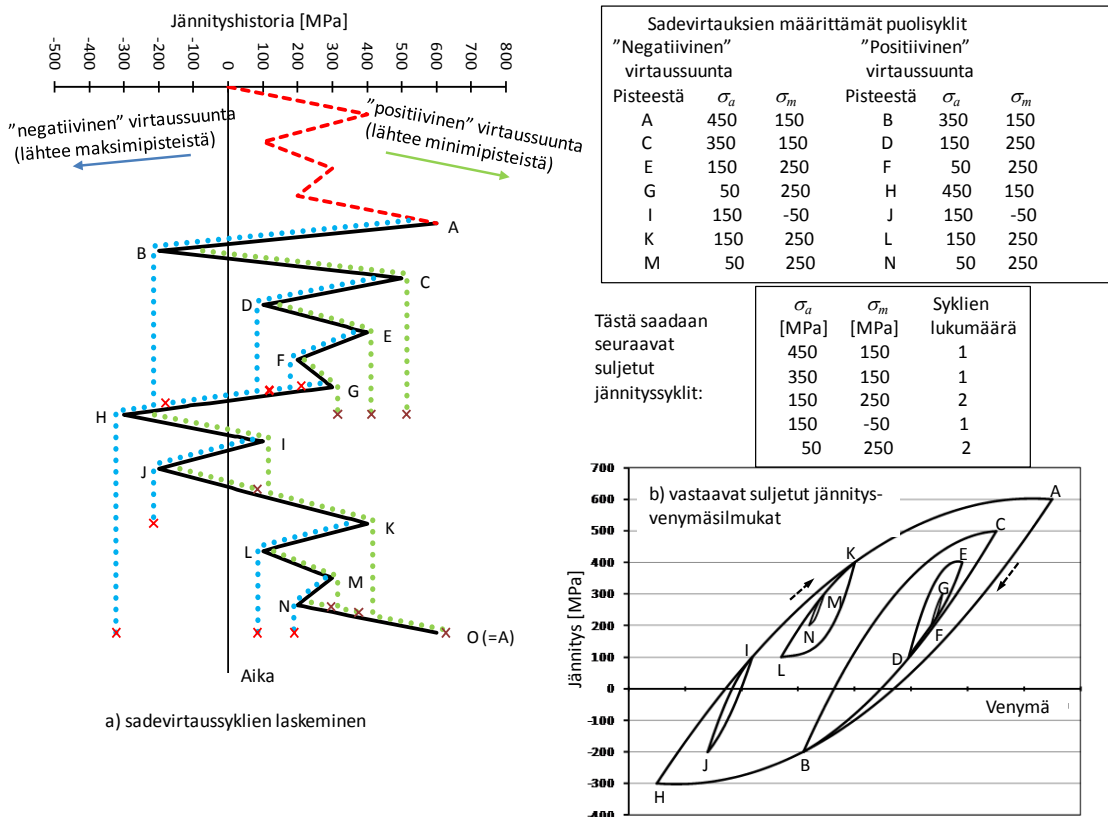 Jännityshistoria [MPa]
-500 -400 -300 -200 -100 0 100 200 300 400 500 600 700 800
”negatiivinen” virtaussuunta
(lähtee maksimipisteistä)
”positiivinen” virtaussuunta
(lähtee minimipisteistä)
A
B
C
D
E
F
G
H
I
J
K
L
M
N
O (=A)
Aika
a) sadevirtaussyklien laskeminen
Sadevirtauksien määrittämät puolisyklit
”Negatiivinen” ”Positiivinen”
virtaussuunta virtaussuunta
Pisteestä σa σm Pisteestä σa σm
A 450 150 B 350 150
C 350 150 D 150 250
E 150 250 F 50 250
G 50 250 H 450 150
I 150 -50 J 150 -50
K 150 250 L 150 250
M 50 250 N 50 250
Tästä saadaan
seuraavat
suljetut
jännityssyklit:
σa σm Syklien
[MPa] [MPa] lukumäärä
450 150 1
350 150 1
150 250 2
150 -50 1
50 250 2
b) vastaavat suljetut jännitys-
venymäsilmukat
Jännitys [MPa]
700
600
500
400
300
200
100
0
-100
-200
-300
-400
A
C
K
E
G
M
N
F
I
L
D
Venymä
J
B
H